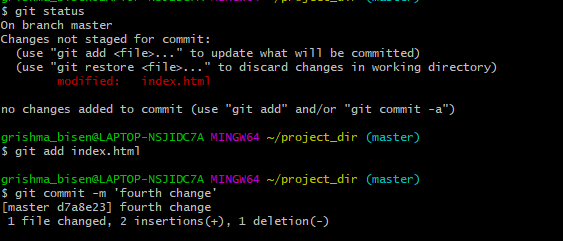 $ git status
On branch master
Changes not staged for commit:
  (use "git add <file>..." to update what will be committed)
  (use "git restore <file>..." to discard changes in working directory)
        modified:   index.html

no changes added to commit (use "git add" and/or "git commit -a")

grishma_bisen@LAPTOP-NSJIDC7A MINGW64 ~/project_dir (master)
$ git add index.html

grishma_bisen@LAPTOP-NSJIDC7A MINGW64 ~/project_dir (master)
$ git commit -m 'fourth change'
[master d7a8e23] fourth change
 1 file changed, 2 insertions(+), 1 deletion(-)